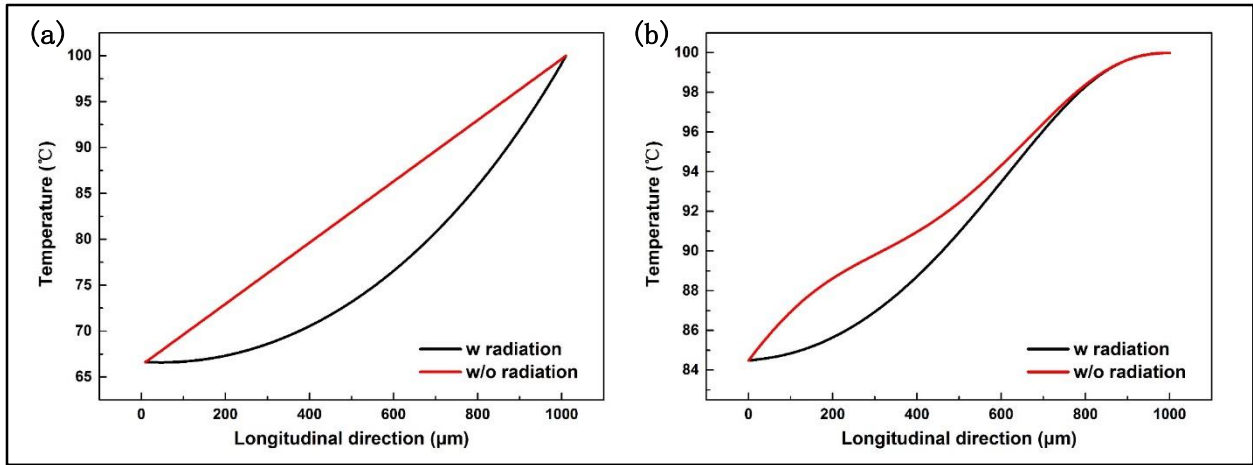 (a)
100
95
90
85
80
75
70
65
Temperature (℃)
w radiation
w/o radiation
0 200 400 600 800 1000
Longitudinal direction (μm)
(b)
100
98
96
94
92
90
88
86
84
Temperature (℃)
w radiation
w/o radiation
0 200 400 600 800 1000
Longitudinal direction (μm)